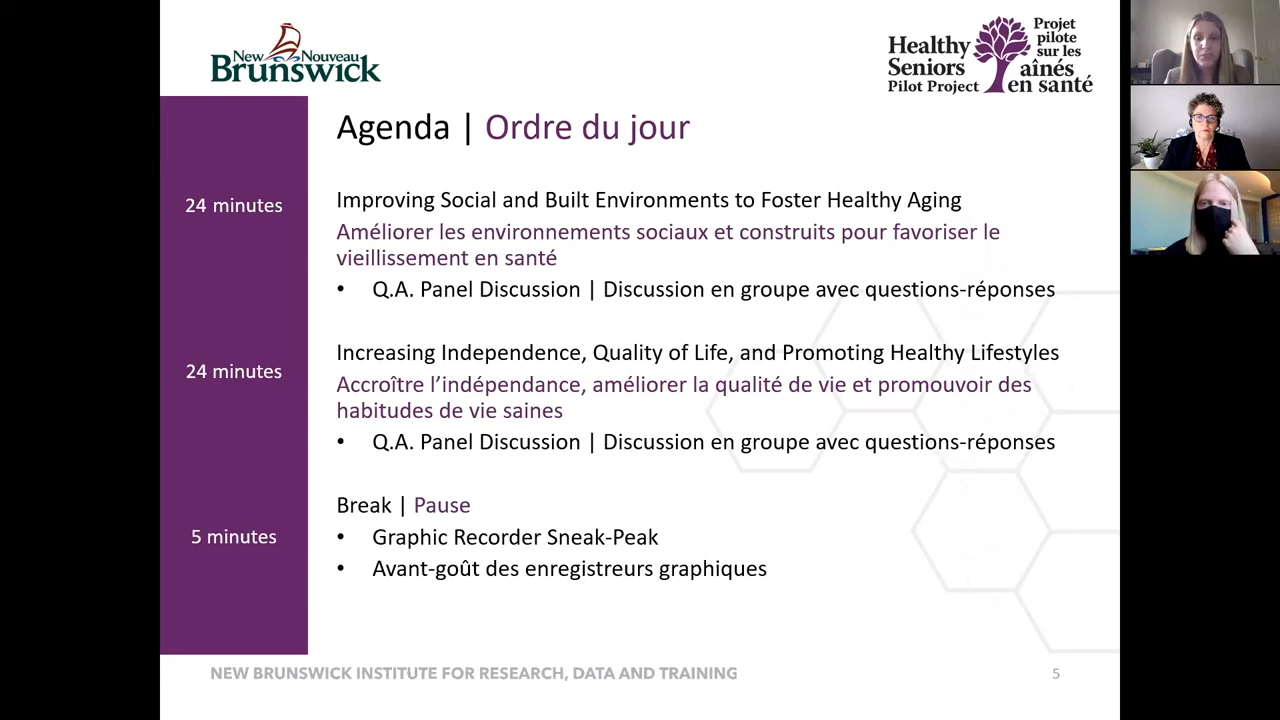 New Nouveau
Brunswick
Healthy
Seniors
Pilot Project
Projet
pilote
sur les
aînés
en santé
Agenda | Ordre du jour
24 minutes
Improving Social and Built Environments to Foster Healthy Aging
Améliorer les environnements sociaux et construits pour favoriser le
vieillissement en santé
• Q.A. Panel Discussion | Discussion en groupe avec questions-réponses
24 minutes
Increasing Independence, Quality of Life, and Promoting Healthy Lifestyles
Accroître l’indépendance, améliorer la qualité de vie et promouvoir des
habitudes de vie saines
• Q.A. Panel Discussion | Discussion en groupe avec questions-réponses
5 minutes
Break | Pause
• Graphic Recorder Sneak-Peak
• Avant-goût des enregistreurs graphiques
NEW BRUNSWICK INSTITUTE FOR RESEARCH, DATA AND TRAINING
5